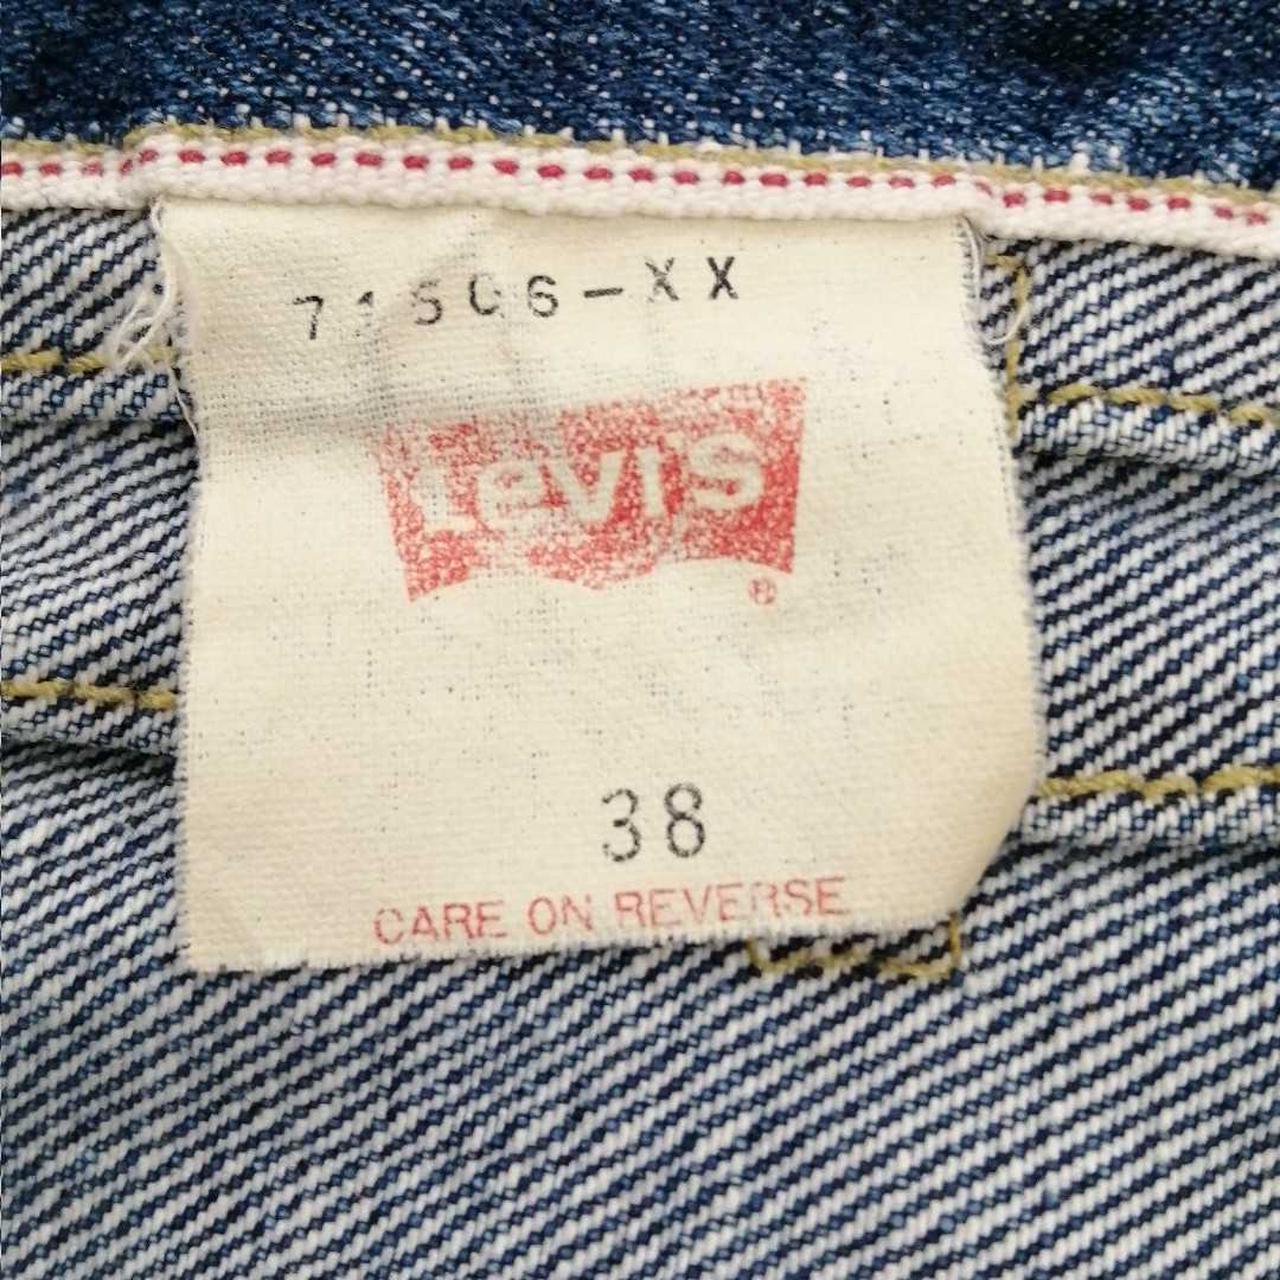 71506-XX
Levi's
®
38
CARE ON REVERSE